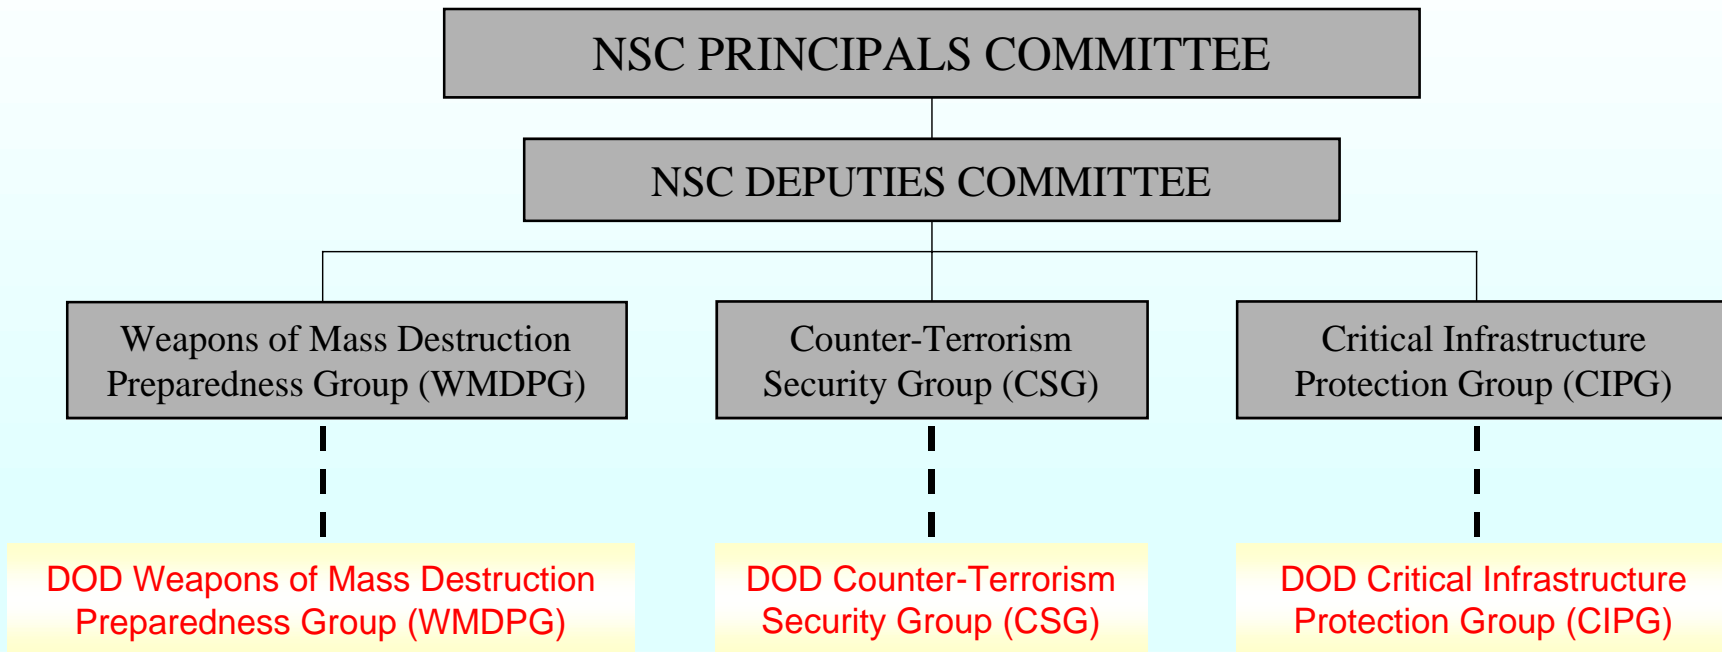 NSC PRINCIPALS COMMITTEE
NSC DEPUTIES COMMITTEE
Weapons of Mass Destruction
Preparedness Group (WMDPG)
Counter-Terrorism
Security Group (CSG)
Critical Infrastructure
Protection Group (CIPG)
DOD Weapons of Mass Destruction
Preparedness Group (WMDPG)
DOD Counter-Terrorism
Security Group (CSG)
DOD Critical Infrastructure
Protection Group (CIPG)